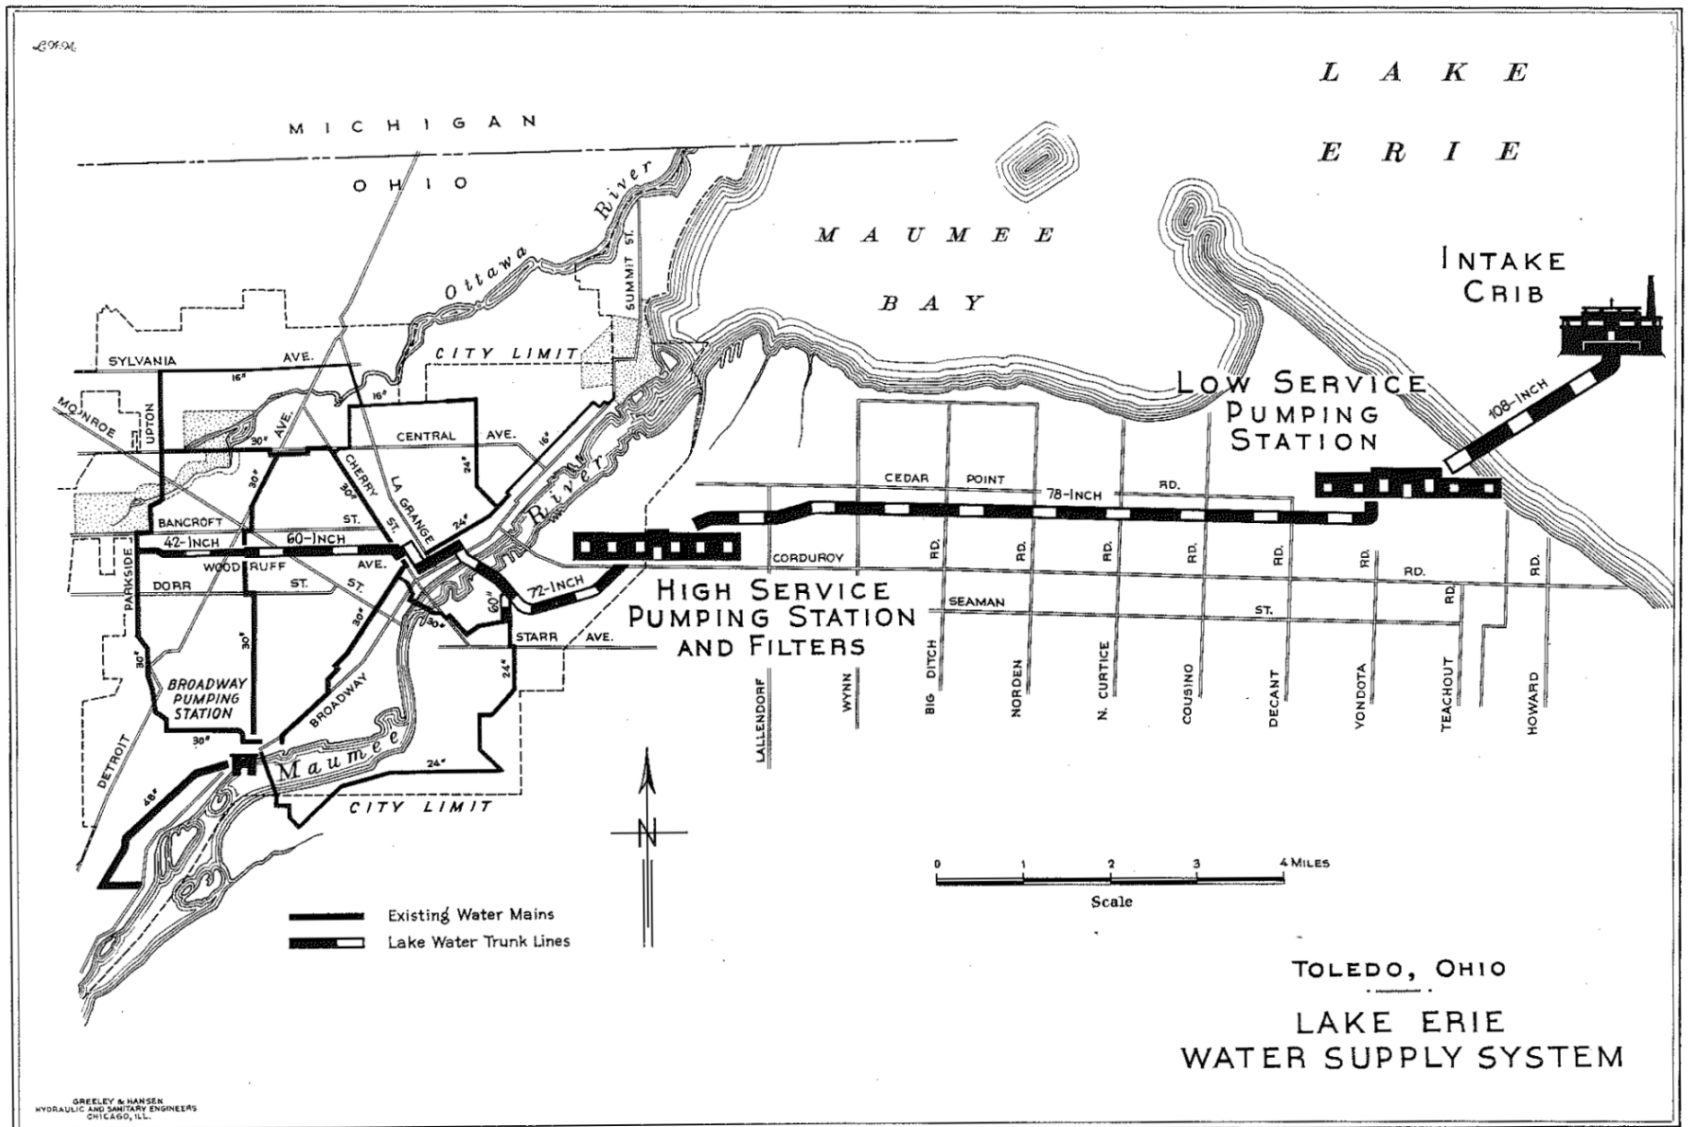 L.W.M.
LAKE
ERIE
MICHIGAN
OHIO
Ottawa River
SUMMIT ST.
MAUMEE
BAY
INTAKE
CRIB
108-INCH
LOW SERVICE
PUMPING
STATION
CITY LIMIT
SYLVANIA AVE.
16"
16"
MONROE
UPTON
AVE.
30"
CENTRAL AVE.
16"
24"
30"
CHERRY
30"
ST.
LA GRANGE
24"
River
CEDAR POINT RD.
78-INCH
BANCROFT ST.
42-INCH
60-INCH
WOODRUFF AVE.
DORR ST.
ST.
PARKSIDE
72-INCH
60"
30"
30"
STARR AVE.
24"
30"
30"
HIGH SERVICE
PUMPING STATION
AND FILTERS
CORDUROY RD.
SEAMAN ST.
RD.
RD.
RD.
RD.
RD.
RD.
RD.
RD.
LALLENDORF
WYNN
BIG DITCH
NORDEN
N. CURTICE
COUSINO
DECANT
YONDOTA
TEACHOUT
HOWARD
BROADWAY
PUMPING
STATION
BROADWAY
30"
DETROIT
Maumee
24"
48"
CITY LIMIT
N
0 1 2 3 4 MILES
Scale
Existing Water Mains
Lake Water Trunk Lines
TOLEDO, OHIO
LAKE ERIE
WATER SUPPLY SYSTEM
GREELEY & HANSEN
HYDRAULIC AND SANITARY ENGINEERS
CHICAGO, ILL.